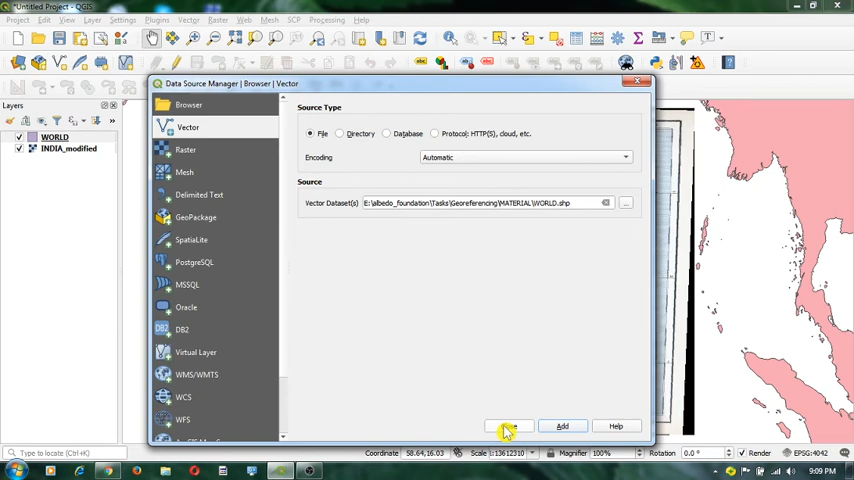 *Untitled Project - QGIS
Project Edit View Layer Settings Plugins Vector Raster Web Mesh SCP Processing Help
Data Source Manager | Browser | Vector
Layers
WORLD
INDIA_modified
Browser
Vector
Raster
Mesh
Delimited Text
GeoPackage
SpatiaLite
PostgreSQL
MSSQL
Oracle
DB2
Virtual Layer
WMS/WMTS
WCS
WFS
Source Type
File Directory Database Protocol: HTTP(S), cloud, etc.
Encoding Automatic
Source
Vector Dataset(s) E:\albedo_foundation\Tasks\Georeferencing\MATERIAL\WORLD.shp ...
Add Help
Type to locate (Ctrl+K) Coordinate 58.64,16.03 Scale 1:13612310 Magnifier 100% Rotation 0.0 ° Render EPSG:4042
9:09 PM